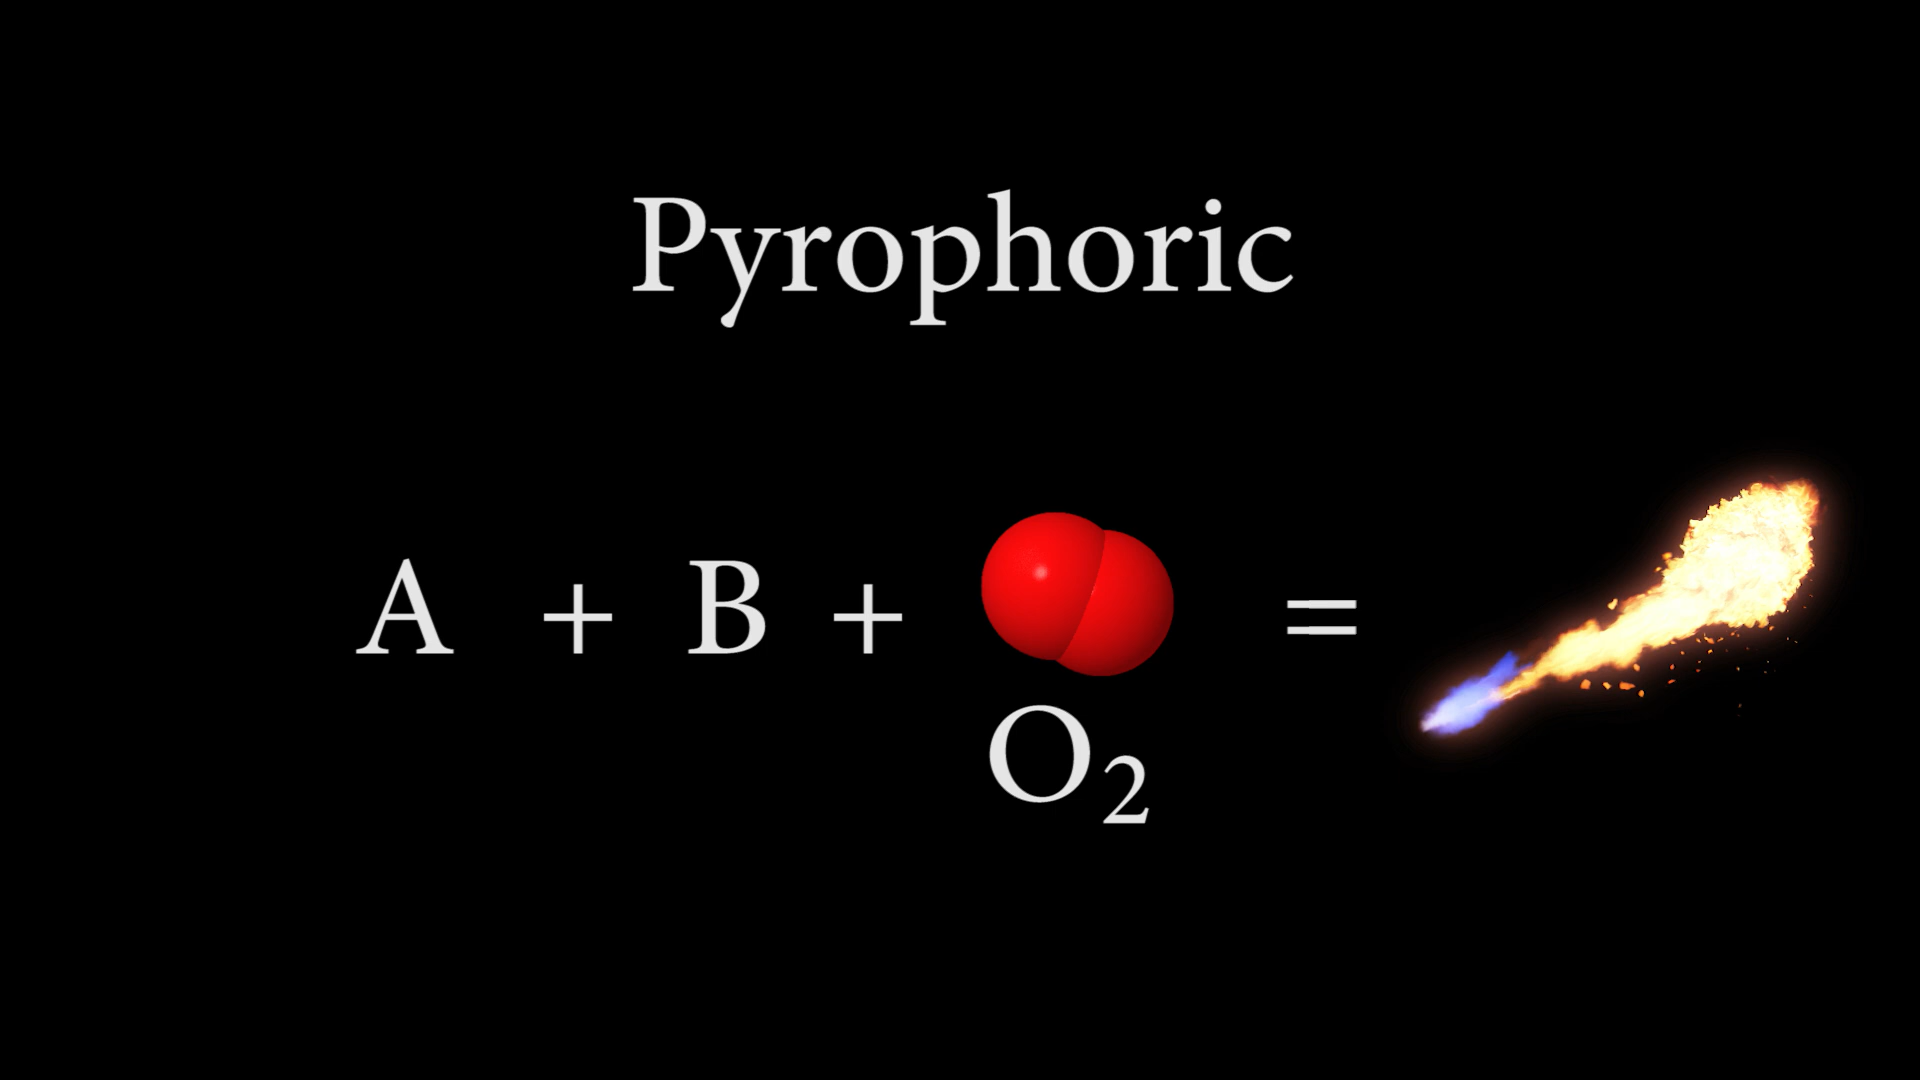 Pyrophoric
A + B + =
O₂